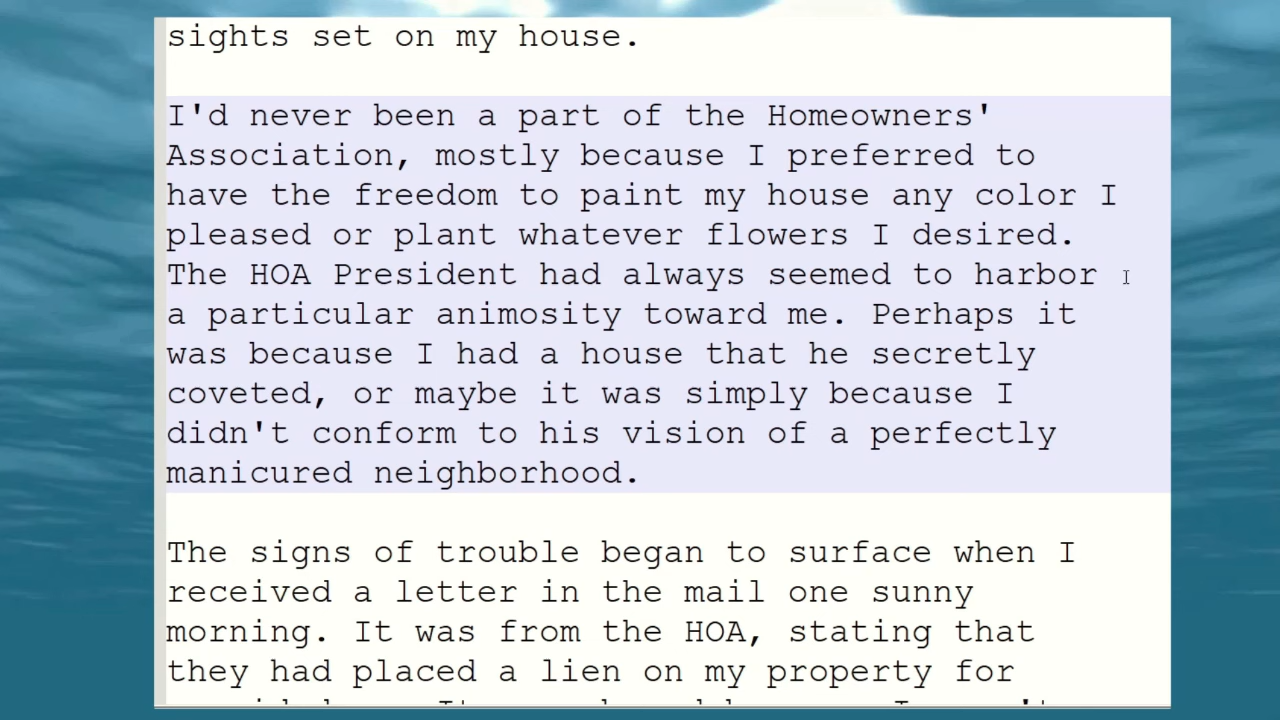 sights set on my house.
I'd never been a part of the Homeowners'
Association, mostly because I preferred to
have the freedom to paint my house any color I
pleased or plant whatever flowers I desired.
The HOA President had always seemed to harbor
a particular animosity toward me. Perhaps it
was because I had a house that he secretly
coveted, or maybe it was simply because I
didn't conform to his vision of a perfectly
manicured neighborhood.
The signs of trouble began to surface when I
received a letter in the mail one sunny
morning. It was from the HOA, stating that
they had placed a lien on my property for